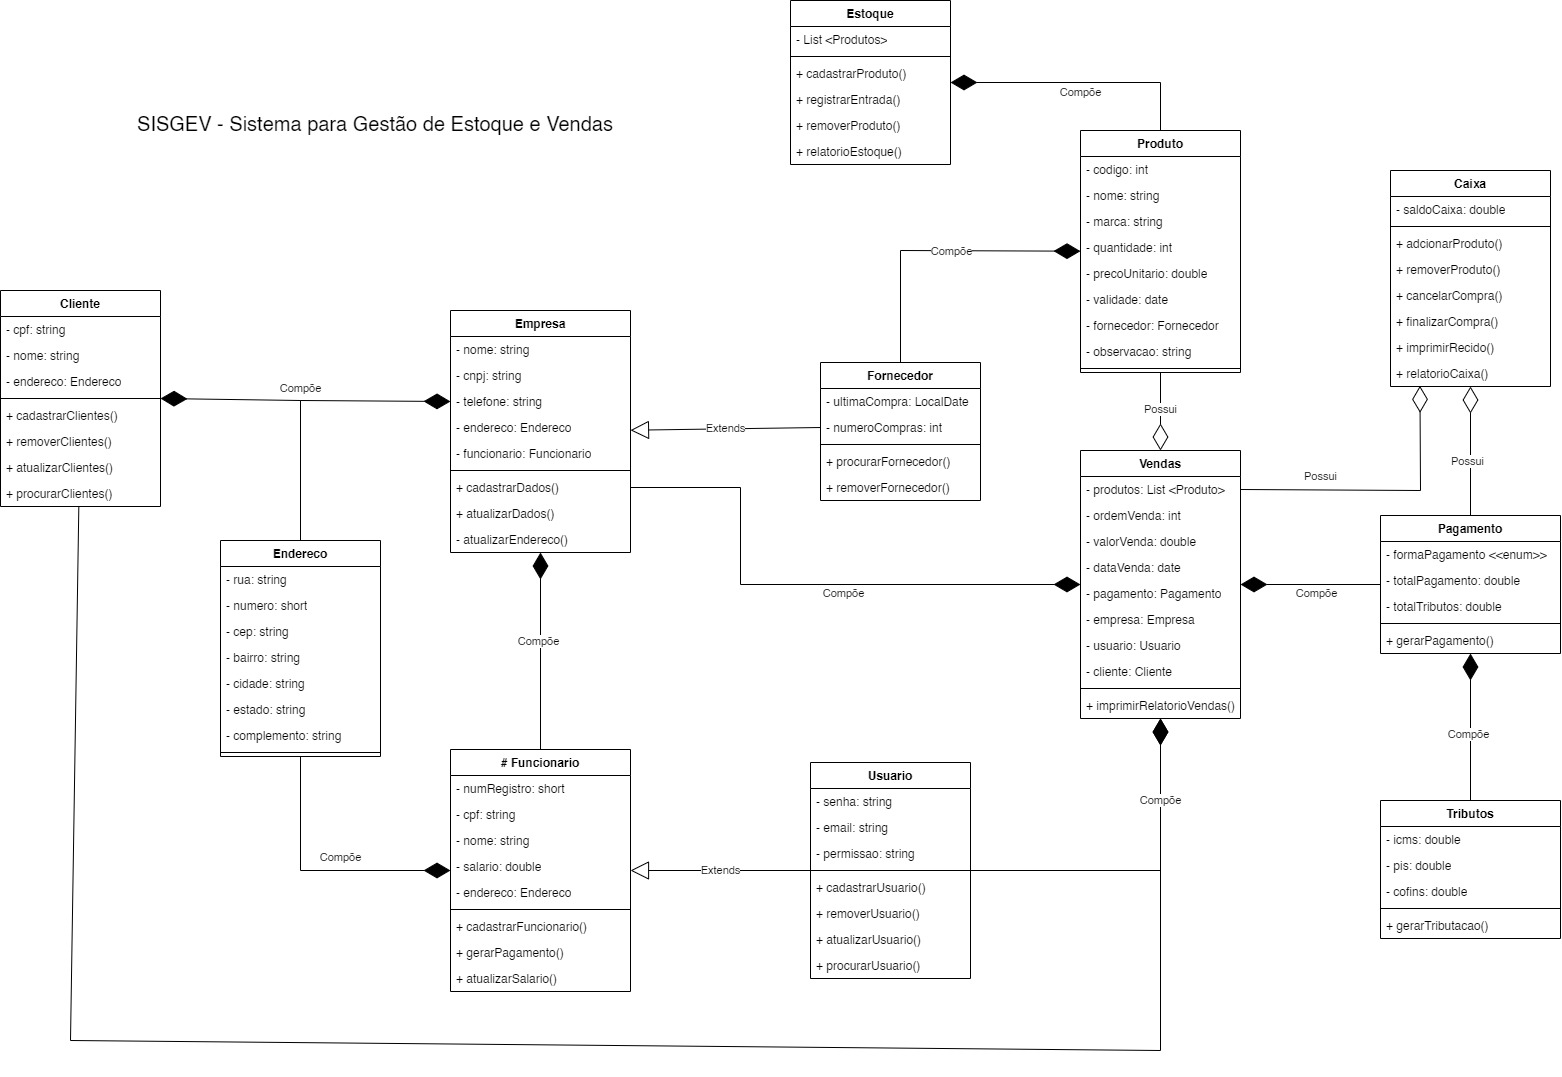 SISGEV - Sistema para Gestão de Estoque e Vendas
Estoque
- List <Produtos>
+ cadastrarProduto()
+ registrarEntrada()
+ removerProduto()
+ relatorioEstoque()
Compõe
Produto
- codigo: int
- nome: string
- marca: string
- quantidade: int
- precoUnitario: double
- validade: date
- fornecedor: Fornecedor
- observacao: string
Compõe
Caixa
- saldoCaixa: double
+ adcionarProduto()
+ removerProduto()
+ cancelarCompra()
+ finalizarCompra()
+ imprimirRecido()
+ relatorioCaixa()
Cliente
- cpf: string
- nome: string
- endereco: Endereco
+ cadastrarClientes()
+ removerClientes()
+ atualizarClientes()
+ procurarClientes()
Compõe
Empresa
- nome: string
- cnpj: string
- telefone: string
- endereco: Endereco
- funcionario: Funcionario
+ cadastrarDados()
+ atualizarDados()
- atualizarEndereco()
Extends
Fornecedor
- ultimaCompra: LocalDate
- numeroCompras: int
+ procurarFornecedor()
+ removerFornecedor()
Possui
Vendas
- produtos: List <Produto>
- ordemVenda: int
- valorVenda: double
- dataVenda: date
- pagamento: Pagamento
- empresa: Empresa
- usuario: Usuario
- cliente: Cliente
+ imprimirRelatorioVendas()
Possui
Possui
Pagamento
- formaPagamento <<enum>>
- totalPagamento: double
- totalTributos: double
+ gerarPagamento()
Compõe
Compõe
Endereco
- rua: string
- numero: short
- cep: string
- bairro: string
- cidade: string
- estado: string
- complemento: string
Compõe
Compõe
# Funcionario
- numRegistro: short
- cpf: string
- nome: string
- salario: double
- endereco: Endereco
+ cadastrarFuncionario()
+ gerarPagamento()
+ atualizarSalario()
Extends
Usuario
- senha: string
- email: string
- permissao: string
+ cadastrarUsuario()
+ removerUsuario()
+ atualizarUsuario()
+ procurarUsuario()
Compõe
Compõe
Tributos
- icms: double
- pis: double
- cofins: double
+ gerarTributacao()